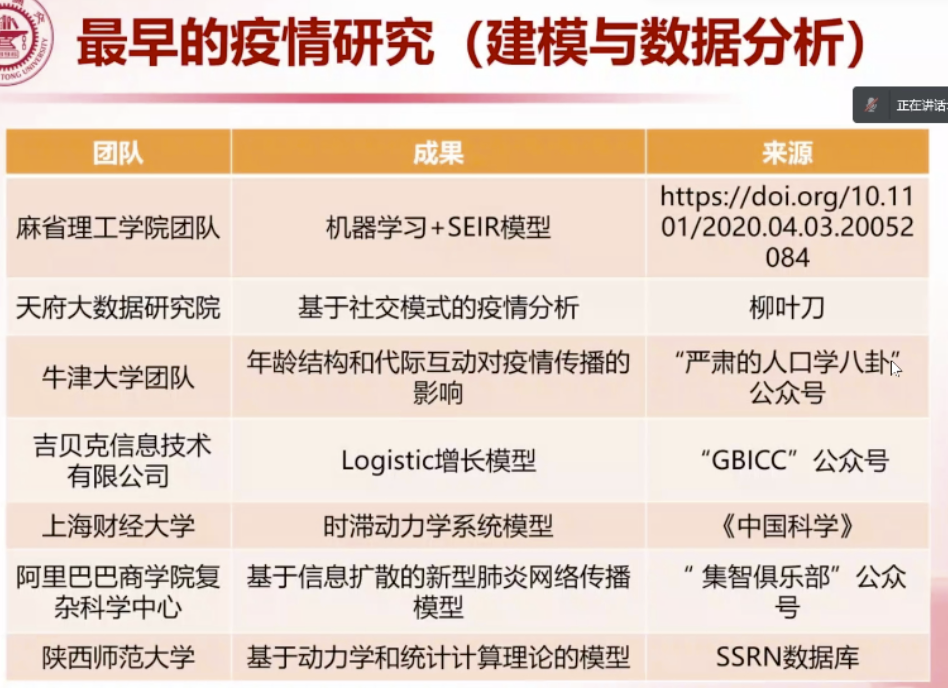 最早的疫情研究（建模与数据分析）
TONG UNIVERSITY
正在讲话:
团队 成果 来源
麻省理工学院团队 机器学习+SEIR模型 https://doi.org/10.11
01/2020.04.03.20052
084
天府大数据研究院 基于社交模式的疫情分析 柳叶刀
牛津大学团队 年龄结构和代际互动对疫情传播的
影响 “严肃的人口学八卦”
公众号
吉贝克信息技术
有限公司 Logistic增长模型 “GBICC”公众号
上海财经大学 时滞动力学系统模型 《中国科学》
阿里巴巴商学院复
杂科学中心 基于信息扩散的新型肺炎网络传播
模型 ”集智俱乐部”公众
号
陕西师范大学 基于动力学和统计计算理论的模型 SSRN数据库